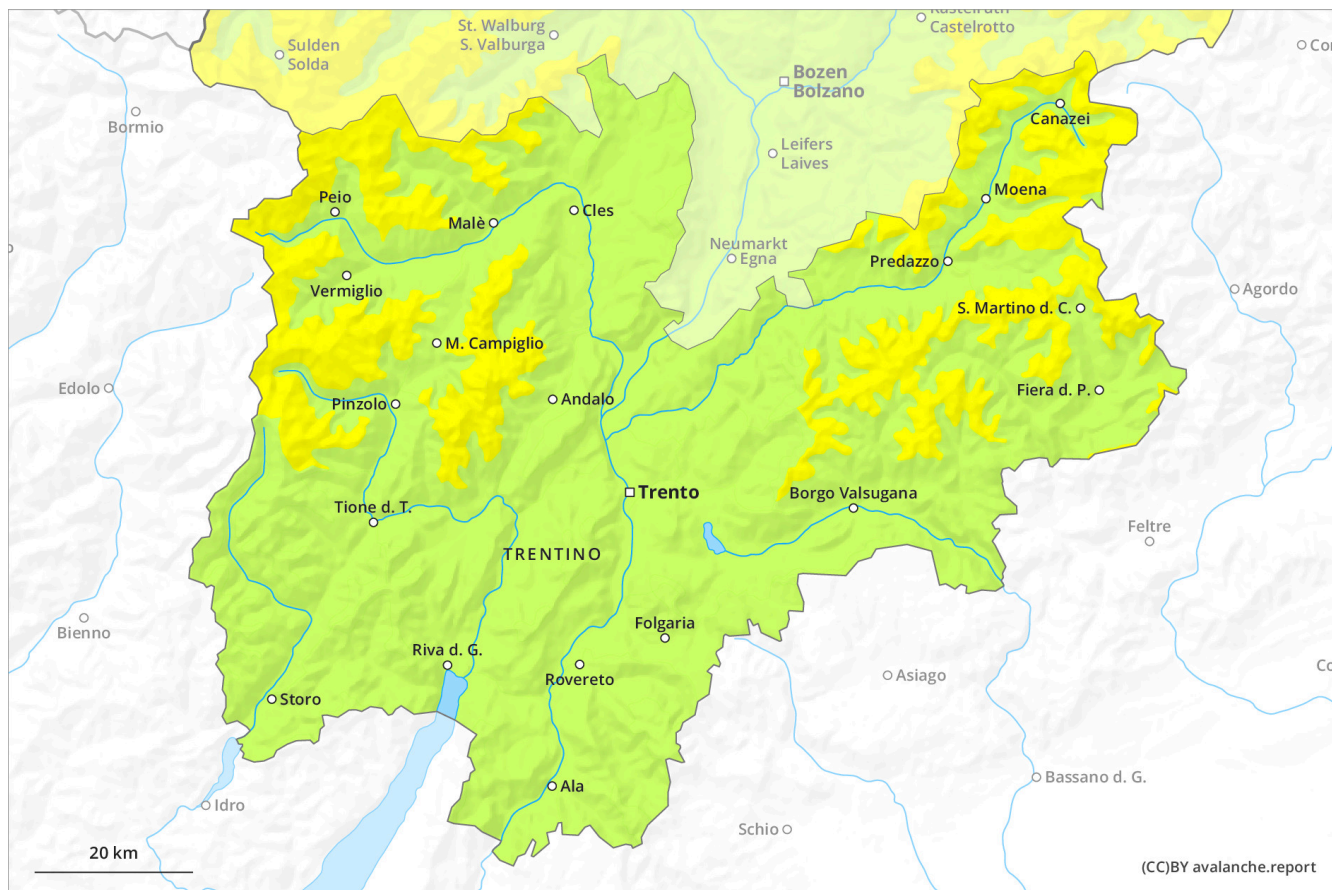 Kastelruth
Castelrotto
St. Walburg
S. Valburga
Sulden
Solda
Bozen
Bolzano
Bormio
Canazei
Leifers
Laives
Peio
Moena
Malè
Cles
Neumarkt
Egna
Predazzo
Vermiglio
Agordo
S. Martino d. C.
M. Campiglio
Edolo
Fiera d. P.
Pinzolo
Andalo
Trento
Borgo Valsugana
Tione d. T.
Feltre
TRENTINO
Bienno
Folgaria
Riva d. G.
Asiago
Rovereto
Storo
Bassano d. G.
Ala
Idro
Schio
20 km
(CC)BY avalanche.report